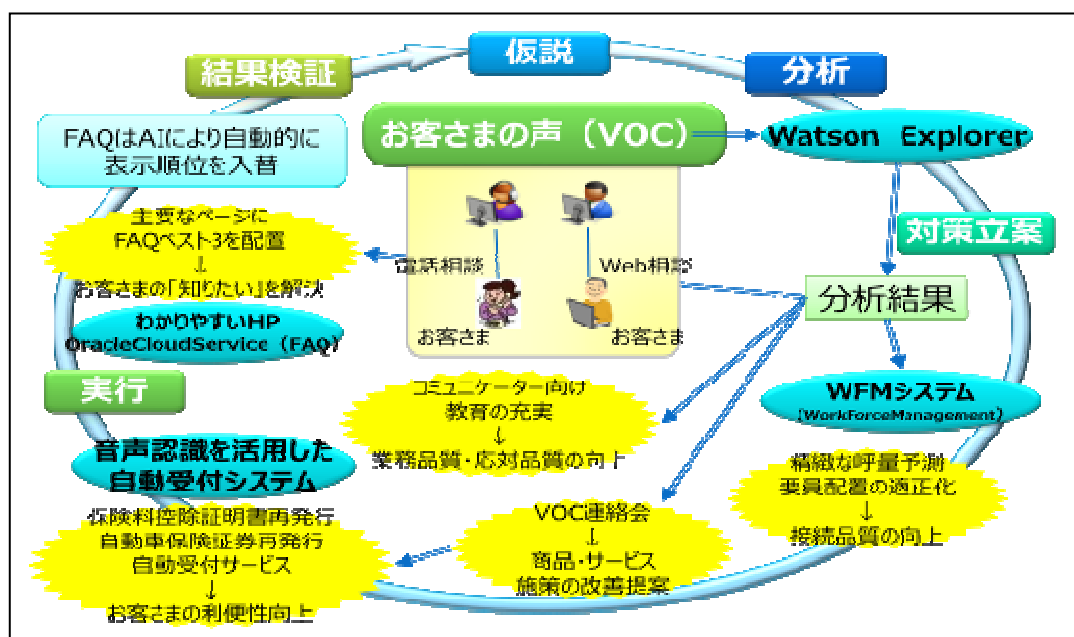 仮説
結果検証
分析
お客さまの声（VOC）
Watson Explorer
FAQはAIにより自動的に
表示順位を入替
対策立案
主要なページに
FAQベスト3を配置
↓
お客さまの「知りたい」を解決
電話相談
Web相談
お客さま
お客さま
分析結果
わかりやすいHP
OracleCloudService（FAQ）
実行
コミュニケーター向け
教育の充実
↓
業務品質・応対品質の向上
WFMシステム
（WorkForceManagement）
音声認識を活用した
自動受付システム
精緻な呼量予測
要員配置の適正化
↓
接続品質の向上
保険料控除証明書再発行
自動車保険証券再発行
自動受付サービス
↓
お客さまの利便性向上
VOC連絡会
↓
商品・サービス
施策の改善提案